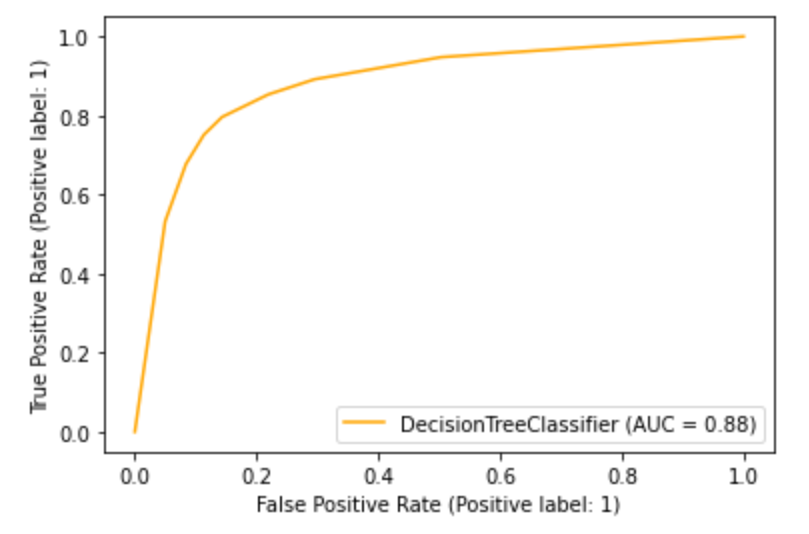 1.0
0.8
0.6
0.4
0.2
0.0
True Positive Rate (Positive label: 1)
DecisionTreeClassifier (AUC = 0.88)
0.0 0.2 0.4 0.6 0.8 1.0
False Positive Rate (Positive label: 1)